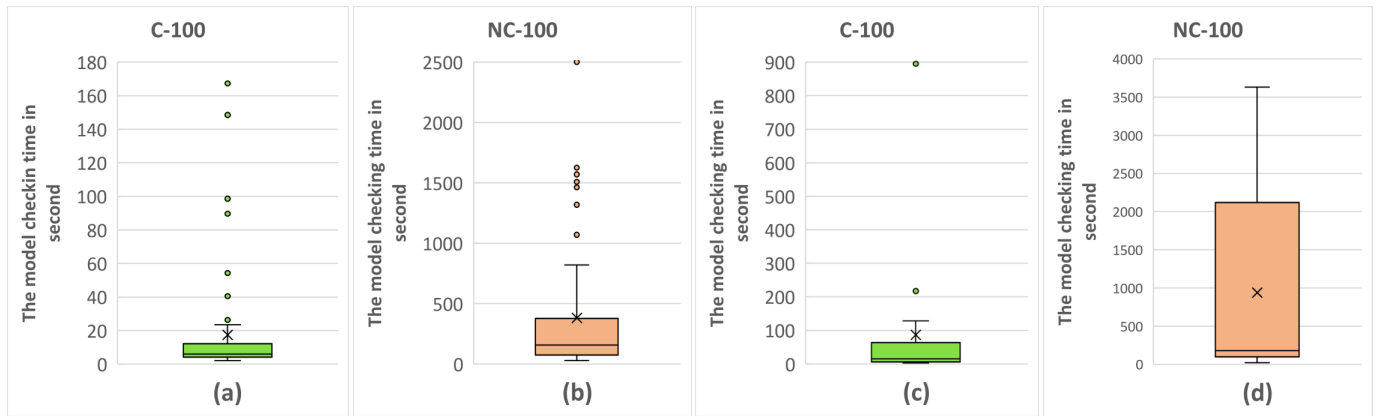 C-100
The model checkin time in
second
180
160
140
120
100
80
60
40
20
0
(a)
NC-100
The model checking time in
second
2500
2000
1500
1000
500
0
(b)
C-100
The model checking time in
second
900
800
700
600
500
400
300
200
100
0
(c)
NC-100
The model checking time in
second
4000
3500
3000
2500
2000
1500
1000
500
0
(d)